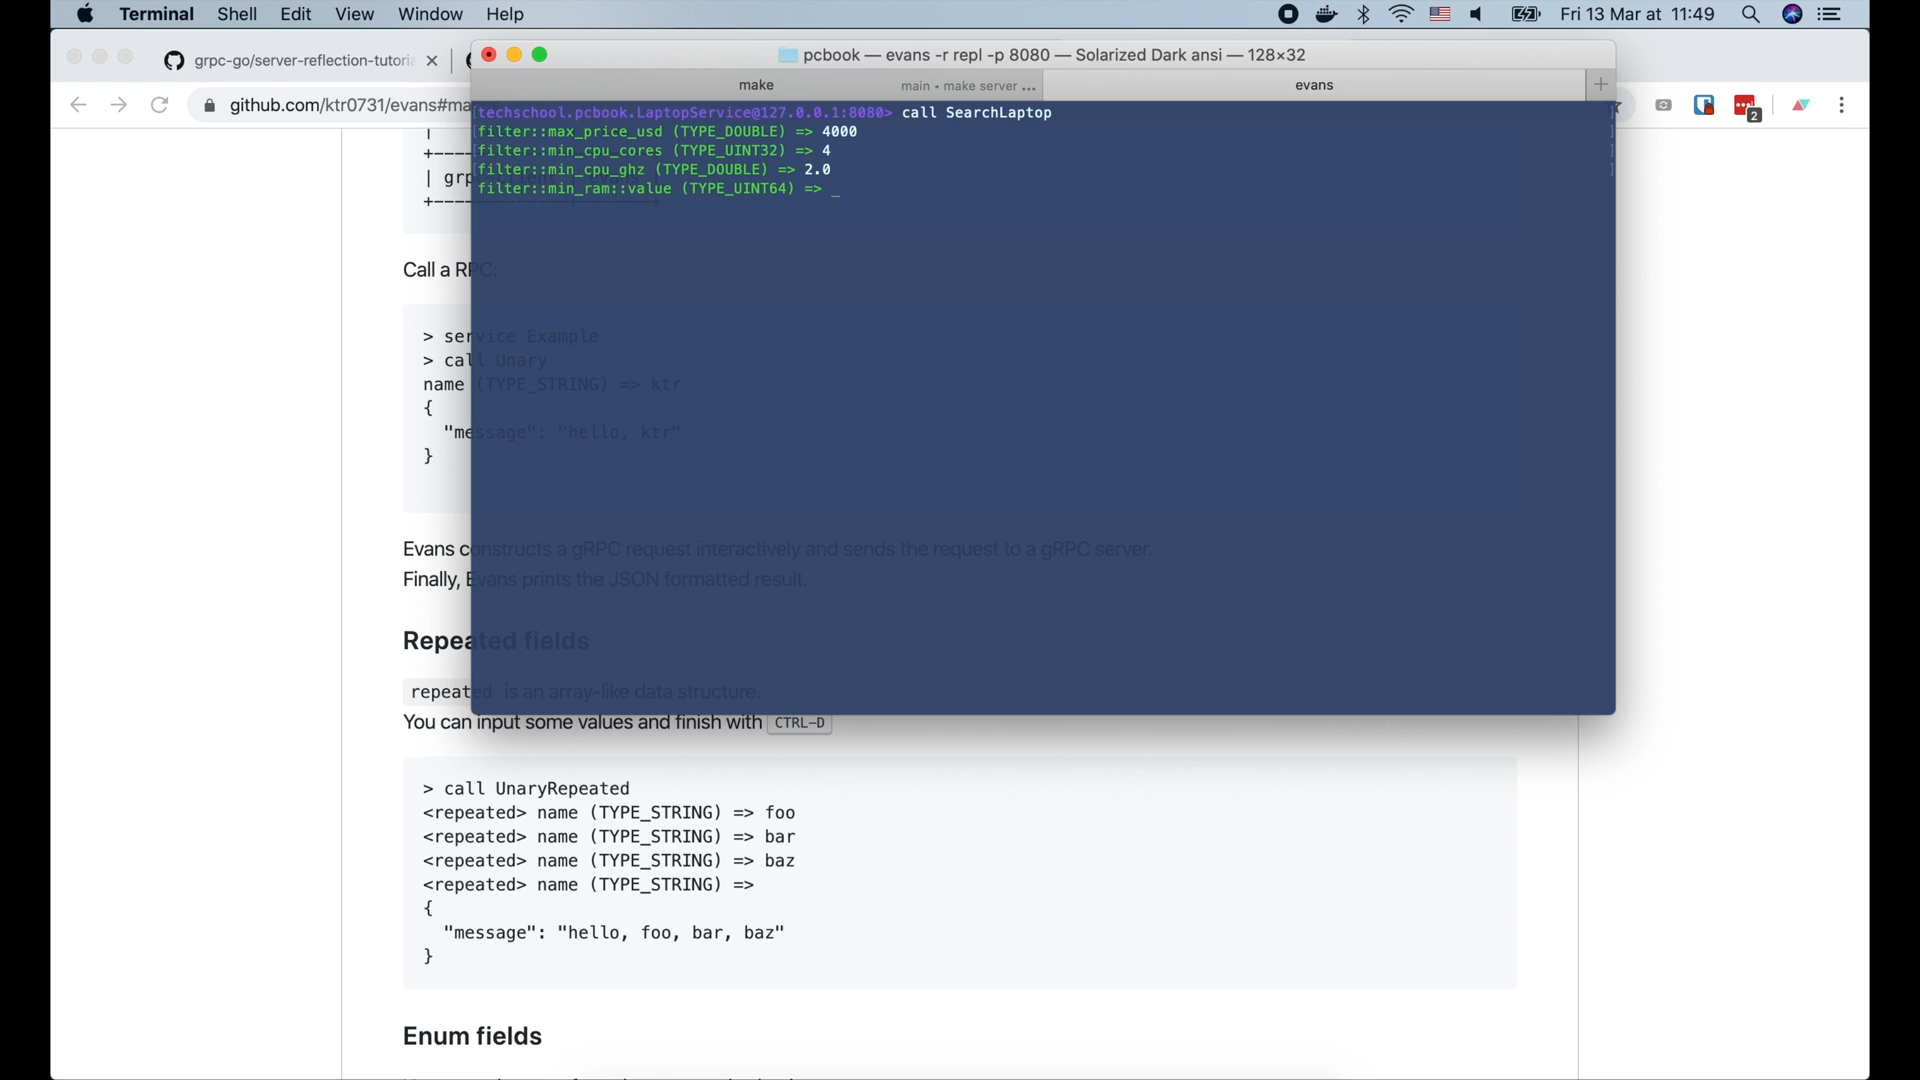 Terminal Shell Edit View Window Help
Fri 13 Mar at 11:49
grpc-go/server-reflection-tutoria
github.com/ktr0731/evans#ma
2
pcbook — evans -r repl -p 8080 — Solarized Dark ansi — 128×32
make
main • make server ...
evans
techschool.pcbook.LaptopService@127.0.0.1:8080> call SearchLaptop
filter::max_price_usd (TYPE_DOUBLE) => 4000
filter::min_cpu_cores (TYPE_UINT32) => 4
filter::min_cpu_ghz (TYPE_DOUBLE) => 2.0
filter::min_ram::value (TYPE_UINT64) => _
Call a RPC:
> service Example
> call Unary
name (TYPE_STRING) => ktr
{
"message": "hello, ktr"
}
Evans constructs a gRPC request interactively and sends the request to a gRPC server.
Finally, Evans prints the JSON formatted result.
Repeated fields
repeated is an array-like data structure.
You can input some values and finish with CTRL-D
> call UnaryRepeated
<repeated> name (TYPE_STRING) => foo
<repeated> name (TYPE_STRING) => bar
<repeated> name (TYPE_STRING) => baz
<repeated> name (TYPE_STRING) =>
{
"message": "hello, foo, bar, baz"
}
Enum fields